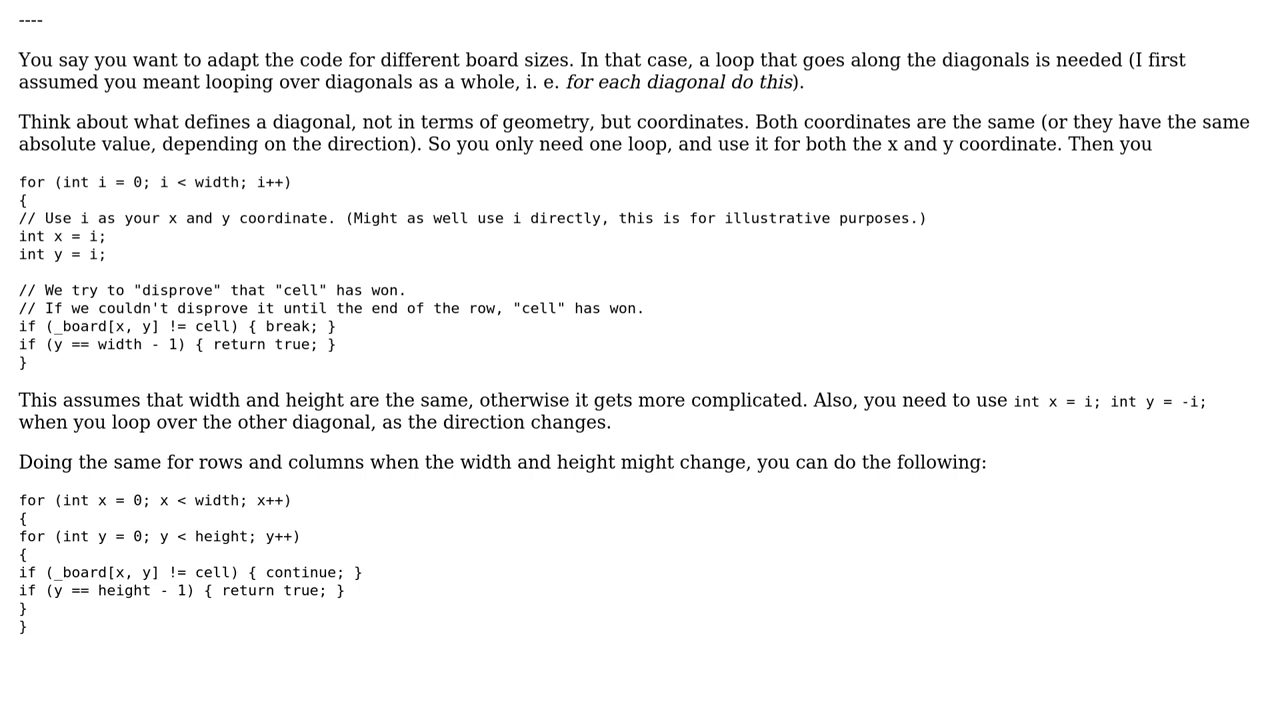 ----
You say you want to adapt the code for different board sizes. In that case, a loop that goes along the diagonals is needed (I first
assumed you meant looping over diagonals as a whole, i. e. for each diagonal do this).
Think about what defines a diagonal, not in terms of geometry, but coordinates. Both coordinates are the same (or they have the same
absolute value, depending on the direction). So you only need one loop, and use it for both the x and y coordinate. Then you
for (int i = 0; i < width; i++)
{
// Use i as your x and y coordinate. (Might as well use i directly, this is for illustrative purposes.)
int x = i;
int y = i;
// We try to "disprove" that "cell" has won.
// If we couldn't disprove it until the end of the row, "cell" has won.
if (_board[x, y] != cell) { break; }
if (y == width - 1) { return true; }
}
This assumes that width and height are the same, otherwise it gets more complicated. Also, you need to use int x = i; int y = -i;
when you loop over the other diagonal, as the direction changes.
Doing the same for rows and columns when the width and height might change, you can do the following:
for (int x = 0; x < width; x++)
{
for (int y = 0; y < height; y++)
{
if (_board[x, y] != cell) { continue; }
if (y == height - 1) { return true; }
}
}